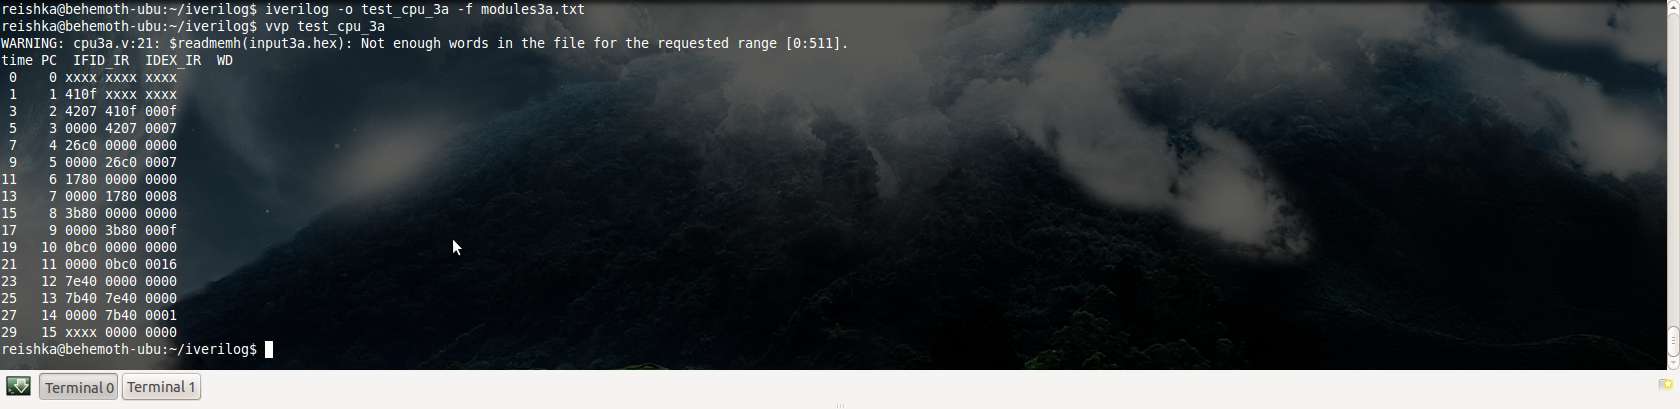 reishka@behemoth-ubu:~/iverilog$ iverilog -o test_cpu_3a -f modules3a.txt
reishka@behemoth-ubu:~/iverilog$ vvp test_cpu_3a
WARNING: cpu3a.v:21: $readmemh(input3a.hex): Not enough words in the file for the requested range [0:511].
time PC  IFID_IR  IDEX_IR  WD
 0    0 xxxx xxxx xxxx
 1    1 410f xxxx xxxx
 3    2 4207 410f 000f
 5    3 0000 4207 0007
 7    4 26c0 0000 0000
 9    5 0000 26c0 0007
11    6 1780 0000 0000
13    7 0000 1780 0008
15    8 3b80 0000 0000
17    9 0000 3b80 000f
19   10 0bc0 0000 0000
21   11 0000 0bc0 0016
23   12 7e40 0000 0000
25   13 7b40 7e40 0000
27   14 0000 7b40 0001
29   15 xxxx 0000 0000
reishka@behemoth-ubu:~/iverilog$
Terminal 0 Terminal 1